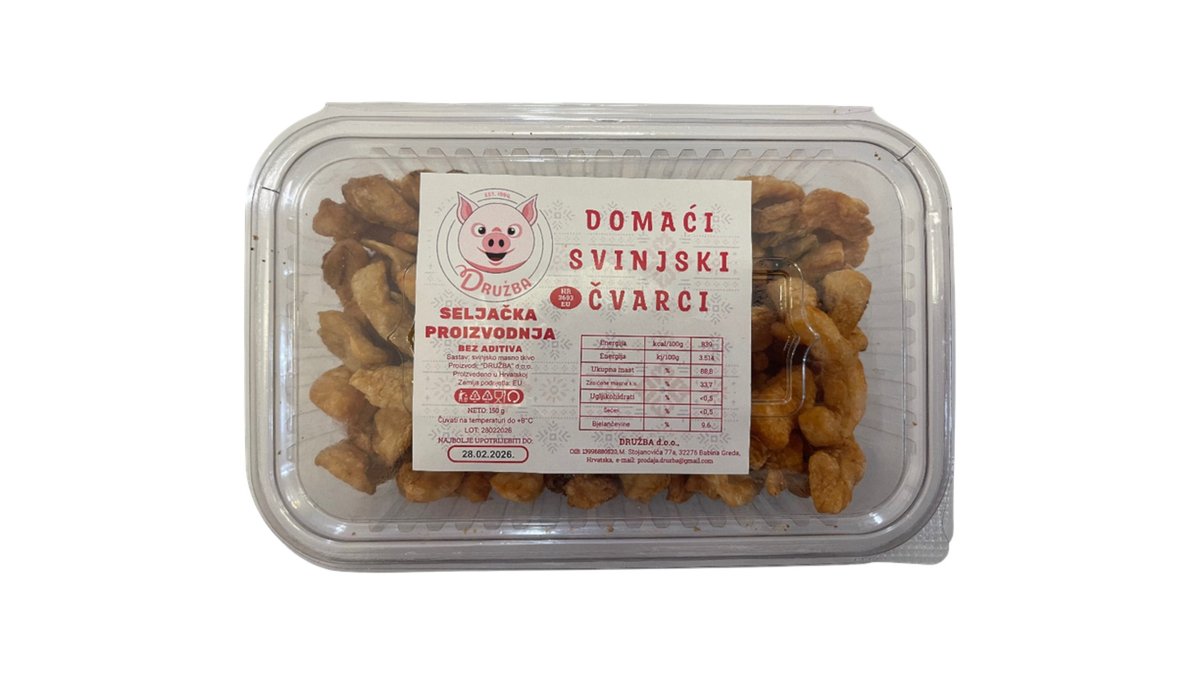 EST. 1994.
DRUŽBA
SELJAČKA
PROIZVODNJA
BEZ ADITIVA
Sastav: svinjsko masno tkivo
Proizvodi: "DRUŽBA" d.o.o.
Proizvedeno u Hrvatskoj
Zemlja podrijetla: EU
NETO: 150 g
Čuvati na temperaturi do +8°C
LOT: 28022026
NAJBOLJE UPOTRIJEBITI DO:
28.02.2026.
DOMAĆI
SVINJSKI
ČVARCI
HR
2693
EU
Energija kcal/100g 839
Energija kj/100g 3.514
Ukupna mast % 88,8
Zasićene masne k.s. % 33,7
Ugljikohidrati % <0,5
Šećer % <0,5
Bjelančevine % 9.6
DRUŽBA d.o.o.,
OIB: M. Stojanovića 77a, 32276 Babina Greda,
Hrvatska, e-mail: prodaja.druzba@gmail.com